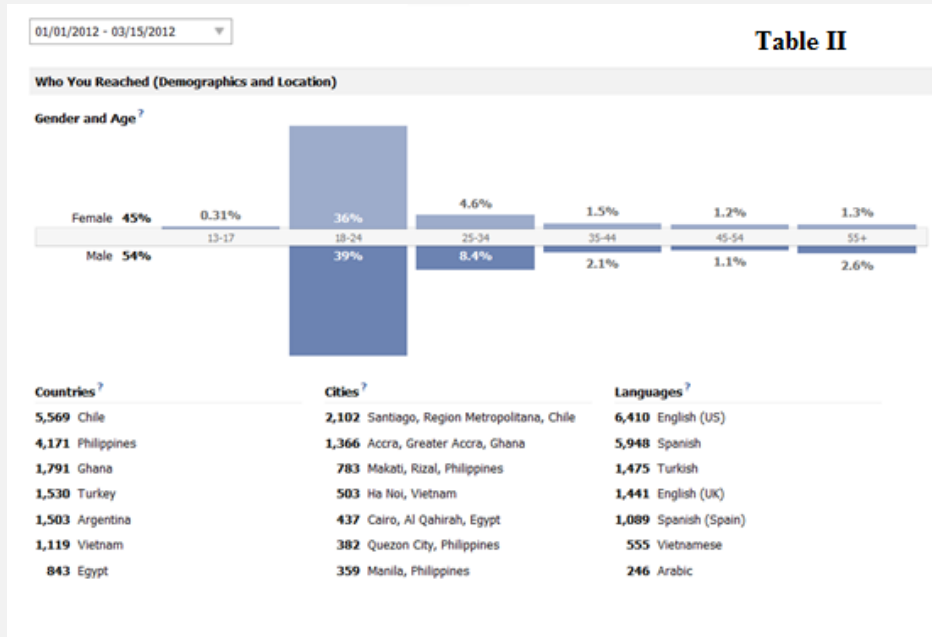 01/01/2012 - 03/15/2012
Table II
Who You Reached (Demographics and Location)
Gender and Age?
Female 45% 0.31% 36% 4.6% 1.5% 1.2% 1.3%
13-17 18-24 25-34 35-44 45-54 55+
Male 54% 39% 8.4% 2.1% 1.1% 2.6%
Countries?
5,569 Chile
4,171 Philippines
1,791 Ghana
1,530 Turkey
1,503 Argentina
1,119 Vietnam
843 Egypt
Cities?
2,102 Santiago, Region Metropolitana, Chile
1,366 Accra, Greater Accra, Ghana
783 Makati, Rizal, Philippines
503 Ha Noi, Vietnam
437 Cairo, Al Qahirah, Egypt
382 Quezon City, Philippines
359 Manila, Philippines
Languages?
6,410 English (US)
5,948 Spanish
1,475 Turkish
1,441 English (UK)
1,089 Spanish (Spain)
555 Vietnamese
246 Arabic